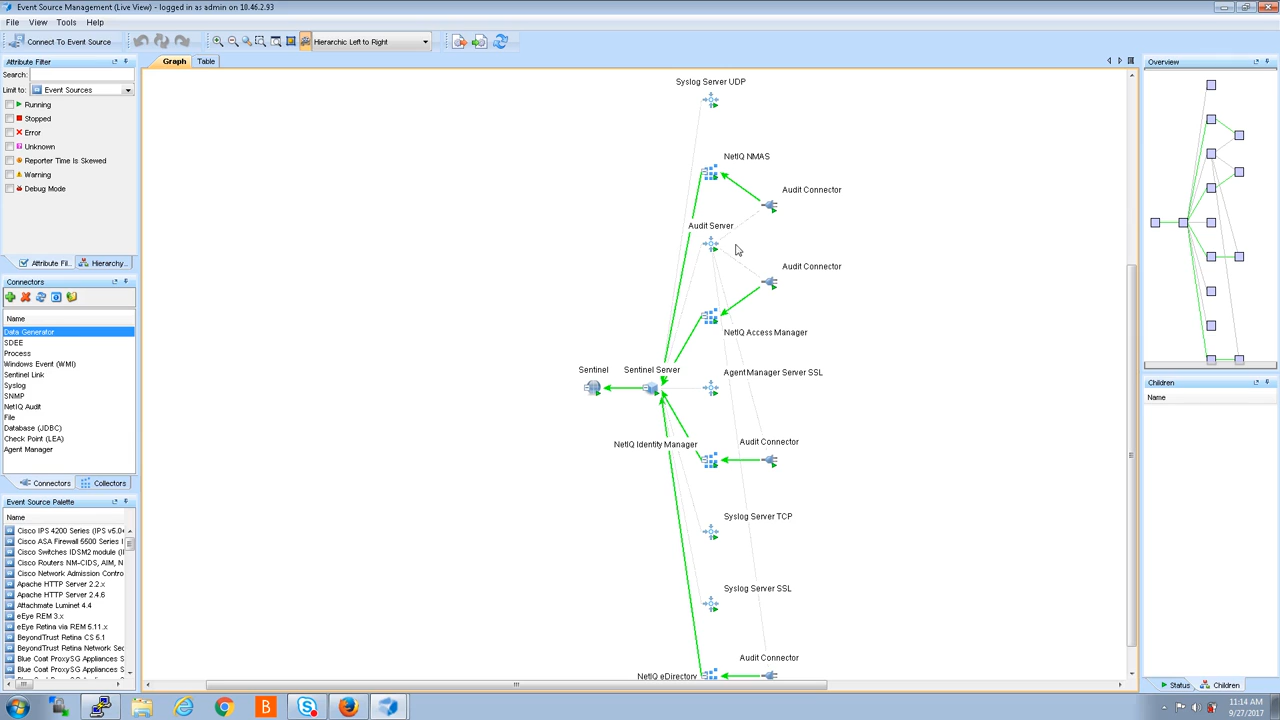 Event Source Management (Live View) - logged in as admin on 10.46.2.93
File View Tools Help
Connect To Event Source
Hierarchic Left to Right
Attribute Filter
Search:
Limit to: Event Sources
Running
Stopped
Error
Unknown
Reporter Time Is Skewed
Warning
Debug Mode
Attribute Fil... Hierarchy...
Connectors
Name
Data Generator
SDEE
Process
Windows Event (WMI)
Sentinel Link
Syslog
SNMP
NetIQ Audit
File
Database (JDBC)
Check Point (LEA)
Agent Manager
Connectors Collectors
Event Source Palette
Name
Cisco IPS 4200 Series (IPS v5.0+
Cisco ASA Firewall 5500 Series I
Cisco Switches IDSM2 module (I
Cisco Routers NM-CIDS, AIM, N
Cisco Network Admission Contro
Apache HTTP Server 2.2.x
Apache HTTP Server 2.4.6
Attachmate Luminet 4.4
eEye REM 3.x
eEye Retina via REM 5.11.x
BeyondTrust Retina CS 5.1
BeyondTrust Retina Network Sec
Blue Coat ProxySG Appliances S
Blue Coat ProxySG Appliances S
Graph Table
Syslog Server UDP
NetIQ NMAS
Audit Connector
Audit Server
Audit Connector
NetIQ Access Manager
Sentinel Sentinel Server AgentManager Server SSL
NetIQ Identity Manager Audit Connector
Syslog Server TCP
Syslog Server SSL
Audit Connector
NetIQ eDirectory
Overview
Children
Name
Status Children
11:14 AM
9/27/2017